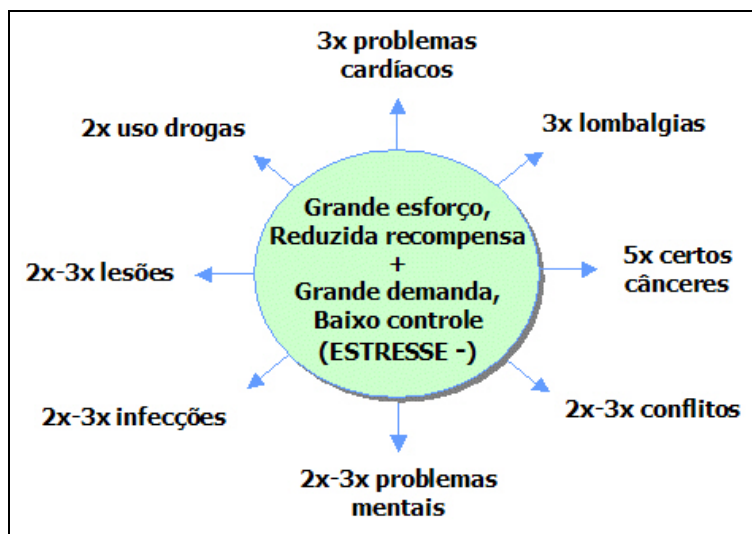 3x problemas
cardíacos
2x uso drogas
3x lombalgias
Grande esforço,
Reduzida recompensa
+
Grande demanda,
Baixo controle
(ESTRESSE -)
2x-3x lesões
5x certos
cânceres
2x-3x infecções
2x-3x conflitos
2x-3x problemas
mentais